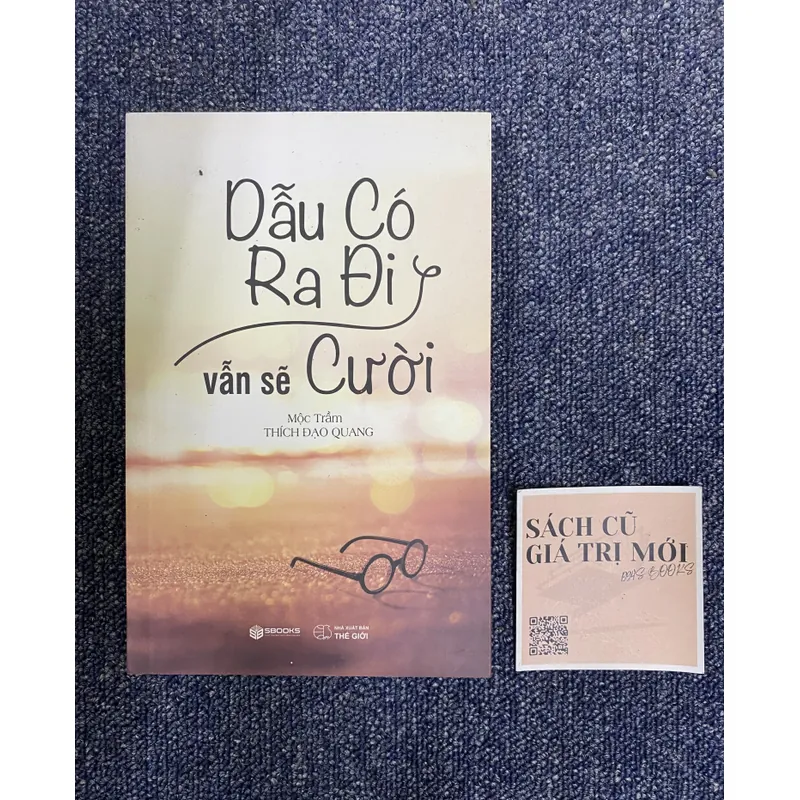 Dẫu Có
Ra Đi
vẫn sẽ Cười
Mộc Trầm
THÍCH ĐẠO QUANG
SBOOKS
NHÀ XUẤT BẢN
THẾ GIỚI
SÁCH CŨ
GIÁ TRỊ MỚI
BOOKS